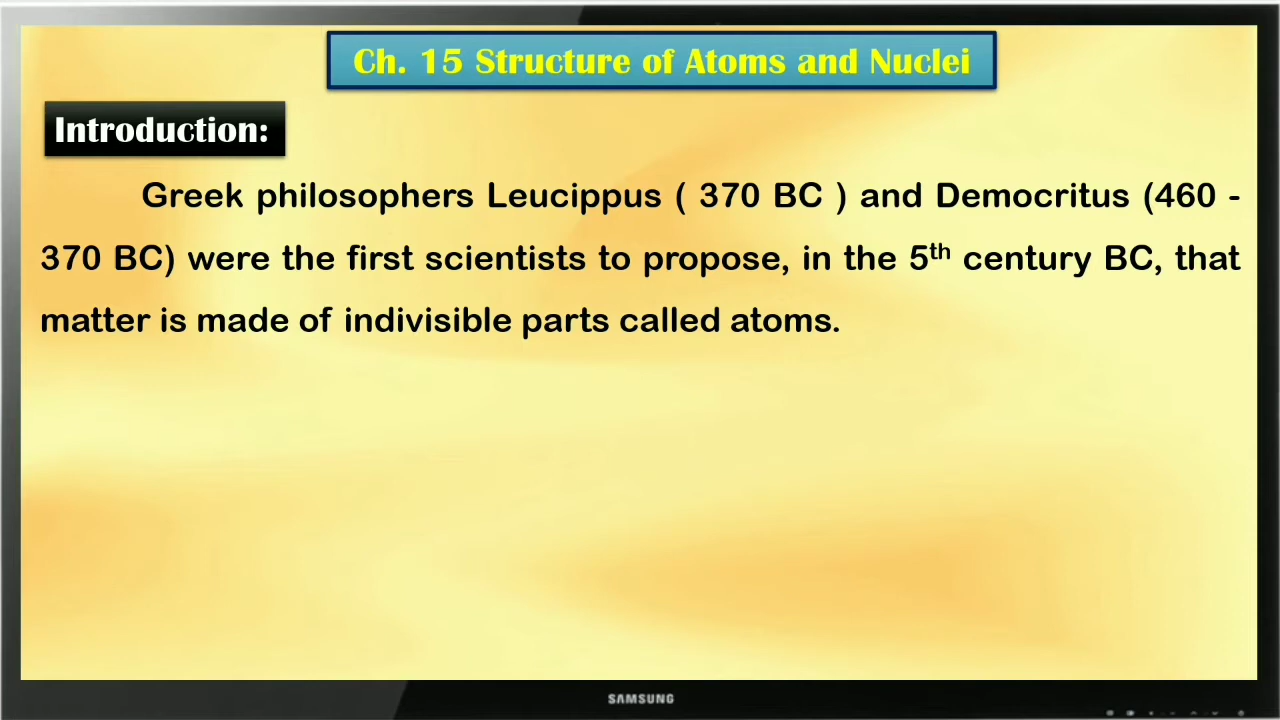 Ch. 15 Structure of Atoms and Nuclei
Introduction:
Greek philosophers Leucippus ( 370 BC ) and Democritus (460 -
370 BC) were the first scientists to propose, in the 5th century BC, that
matter is made of indivisible parts called atoms.
SAMSUNG